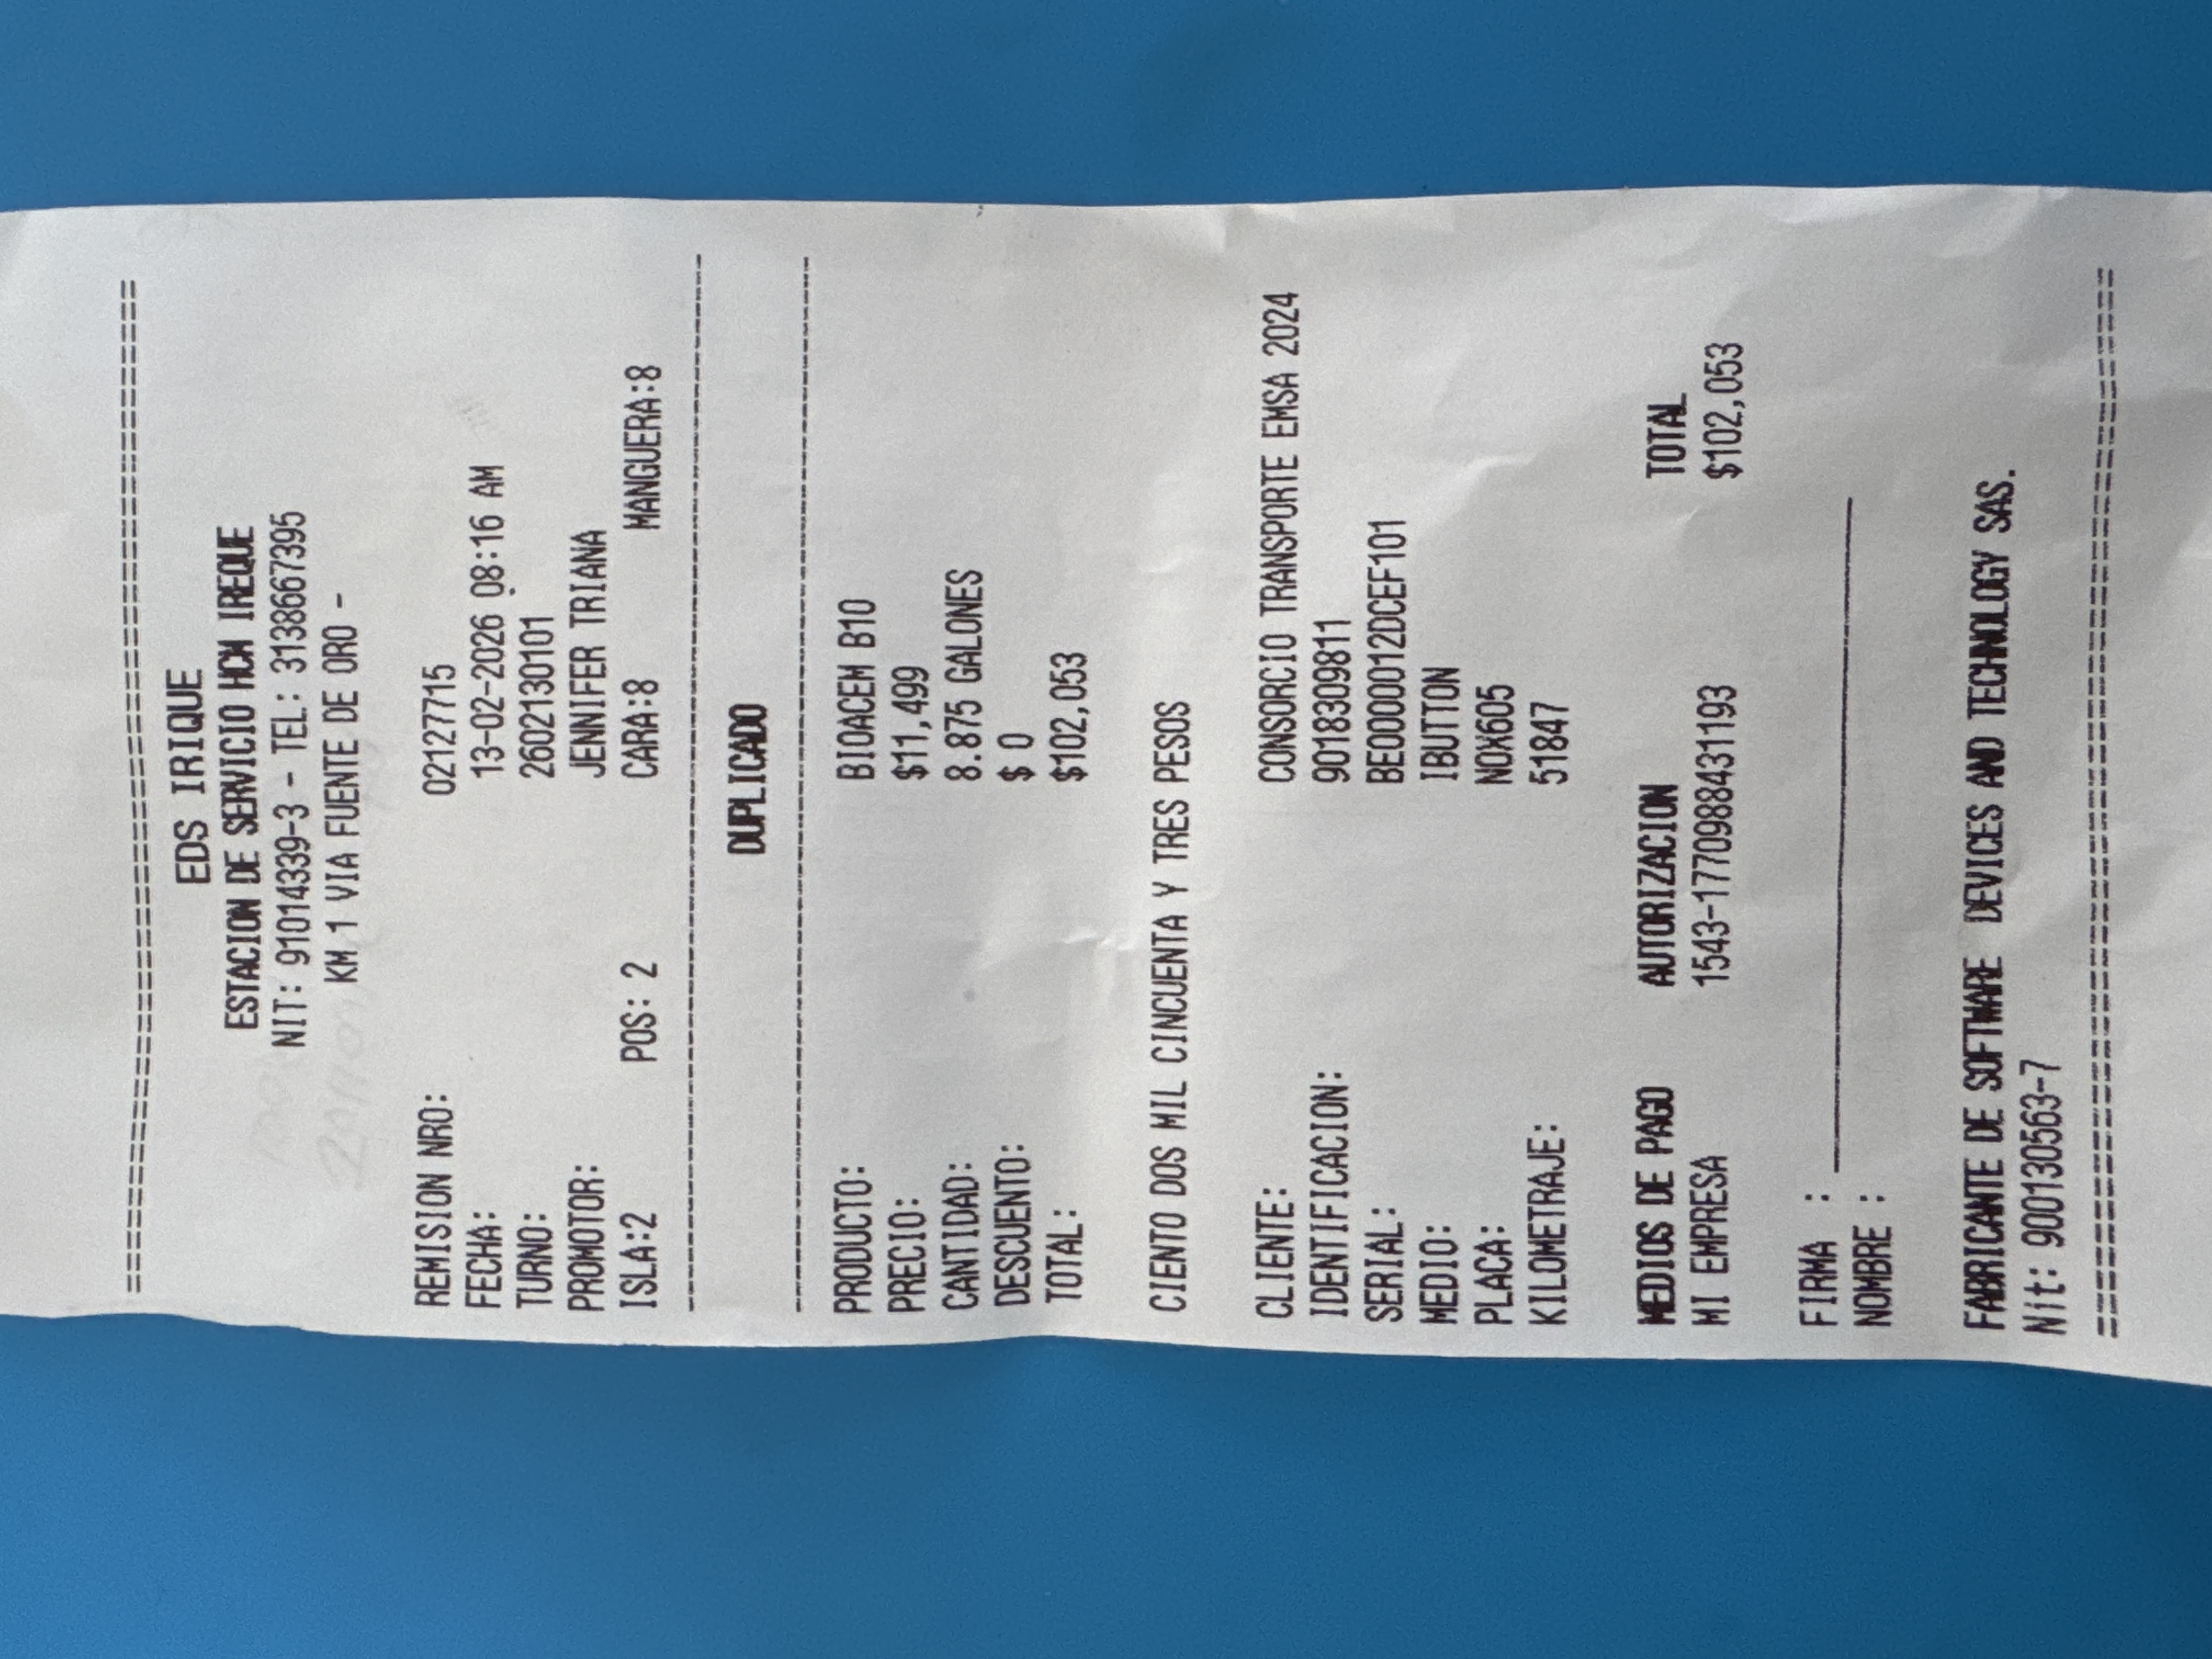 ==========================================
EDS IRIQUE
ESTACION DE SERVICIO HCM IREQUE
NIT: 91014339-3 - TEL: 3138667395
KM 1 VIA FUENTE DE ORO -
REMISION NRO: 02127715
FECHA: 13-02-2026 08:16 AM
TURNO: 2602130101
PROMOTOR: JENNIFER TRIANA
ISLA:2 POS: 2 CARA:8 MANGUERA:8
------------------------------------------
DUPLICADO
------------------------------------------
PRODUCTO: BIOACEM B10
PRECIO: $11,499
CANTIDAD: 8.875 GALONES
DESCUENTO: $ 0
TOTAL: $102,053
CIENTO DOS MIL CINCUENTA Y TRES PESOS
CLIENTE: CONSORCIO TRANSPORTE EMSA 2024
IDENTIFICACION: 9018309811
SERIAL: BE0000012DCEF101
MEDIO: IBUTTON
PLACA: NOX605
KILOMETRAJE: 51847
MEDIOS DE PAGO AUTORIZACION TOTAL
MI EMPRESA 1543-1770988431193 $102,053
FIRMA : ____________________________
NOMBRE :
FABRICANTE DE SOFTWARE DEVICES AND TECHNOLOGY SAS.
Nit: 900130563-7
==========================================